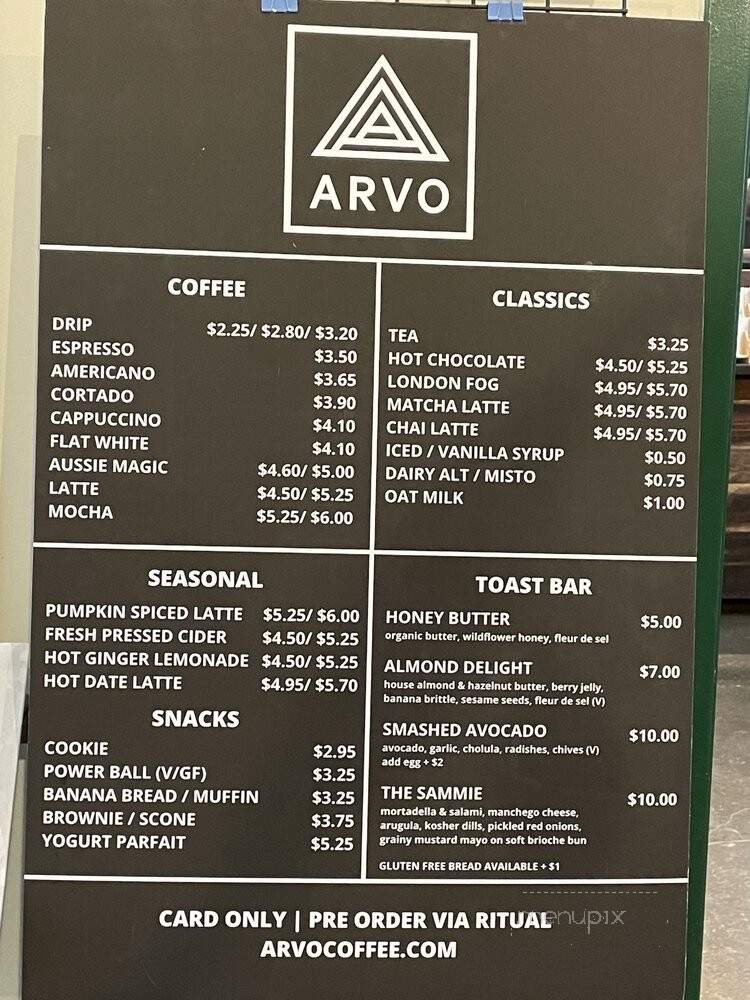 ARVO
COFFEE
DRIP $2.25/ $2.80/ $3.20
ESPRESSO $3.50
AMERICANO $3.65
CORTADO $3.90
CAPPUCCINO $4.10
FLAT WHITE $4.10
AUSSIE MAGIC $4.60/ $5.00
LATTE $4.50/ $5.25
MOCHA $5.25/ $6.00
CLASSICS
TEA $3.25
HOT CHOCOLATE $4.50/ $5.25
LONDON FOG $4.95/ $5.70
MATCHA LATTE $4.95/ $5.70
CHAI LATTE $4.95/ $5.70
ICED / VANILLA SYRUP $0.50
DAIRY ALT / MISTO $0.75
OAT MILK $1.00
SEASONAL
PUMPKIN SPICED LATTE $5.25/ $6.00
FRESH PRESSED CIDER $4.50/ $5.25
HOT GINGER LEMONADE $4.50/ $5.25
HOT DATE LATTE $4.95/ $5.70
SNACKS
COOKIE $2.95
POWER BALL (V/GF) $3.25
BANANA BREAD / MUFFIN $3.25
BROWNIE / SCONE $3.75
YOGURT PARFAIT $5.25
TOAST BAR
HONEY BUTTER $5.00
organic butter, wildflower honey, fleur de sel
ALMOND DELIGHT $7.00
house almond & hazelnut butter, berry jelly,
banana brittle, sesame seeds, fleur de sel (V)
SMASHED AVOCADO $10.00
avocado, garlic, cholula, radishes, chives (V)
add egg + $2
THE SAMMIE $10.00
mortadella & salami, manchego cheese,
arugula, kosher dills, pickled red onions,
grainy mustard mayo on soft brioche bun
GLUTEN FREE BREAD AVAILABLE + $1
CARD ONLY | PRE ORDER VIA RITUAL
ARVOCOFFEE.COM
menupix